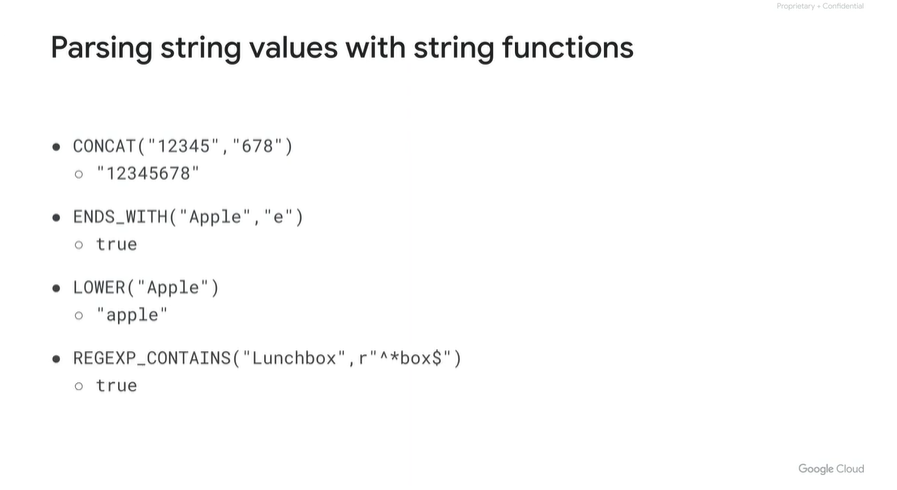 Proprietary + Confidential
Parsing string values with string functions
● CONCAT("12345","678")
○ "12345678"
● ENDS_WITH("Apple","e")
○ true
● LOWER("Apple")
○ "apple"
● REGEXP_CONTAINS("Lunchbox",r"^*box$")
○ true
Google Cloud